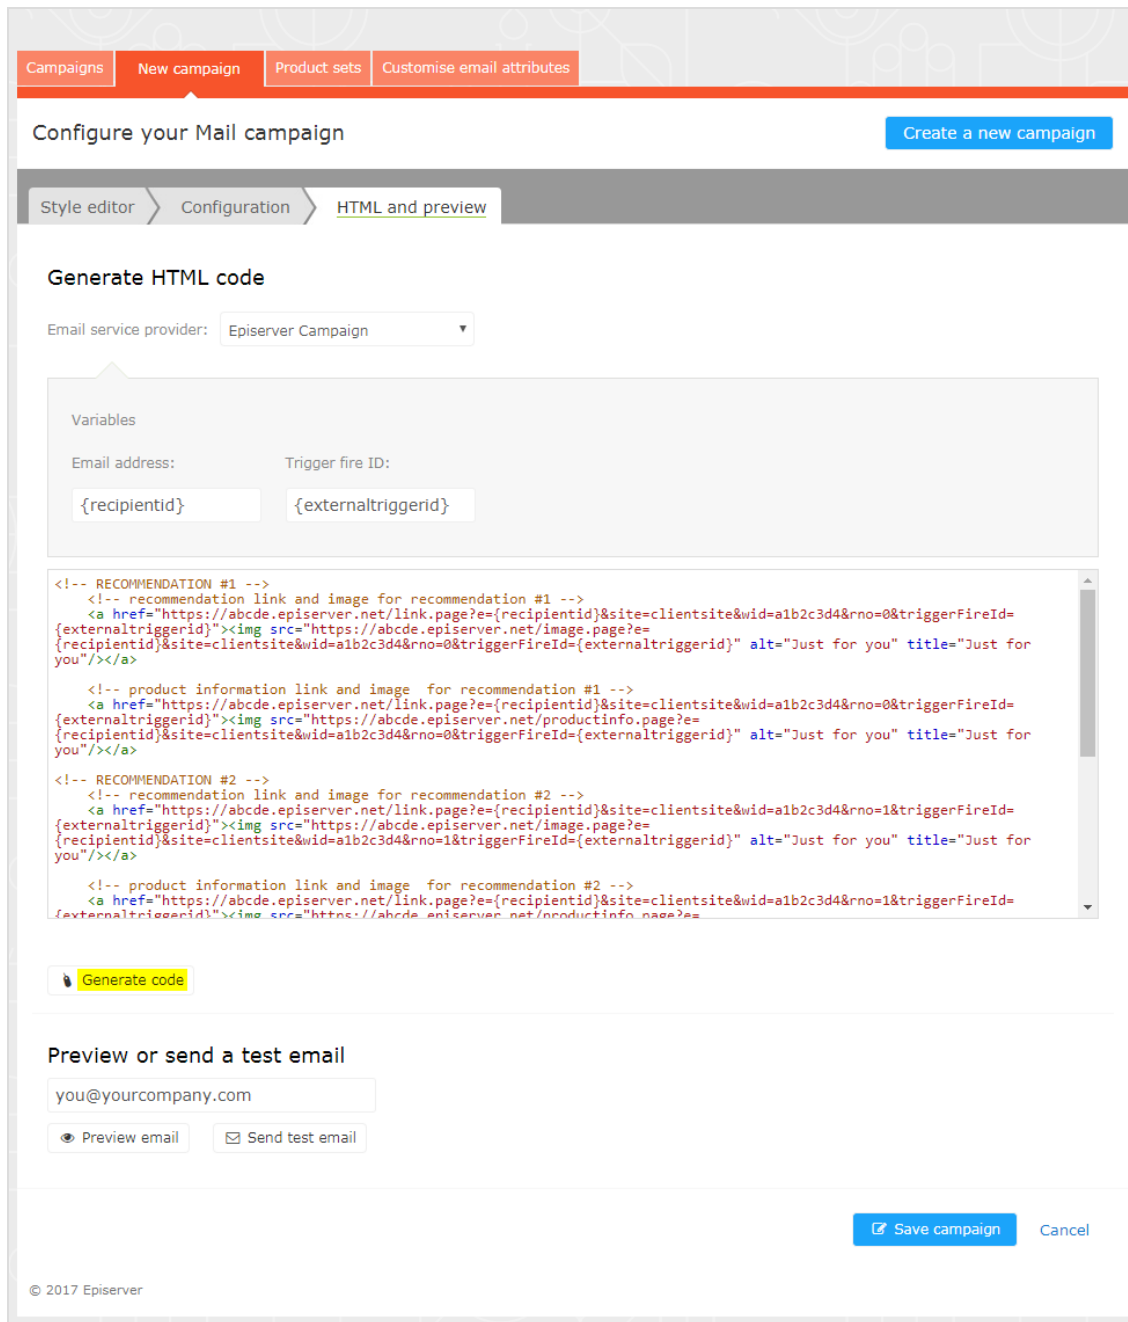 Campaigns New campaign Product sets Customise email attributes
Configure your Mail campaign Create a new campaign
Style editor Configuration HTML and preview
Generate HTML code
Email service provider: Episerver Campaign
Variables
Email address: Trigger fire ID:
{recipientid} {externaltriggerid}
<!-- RECOMMENDATION #1 -->
<!-- recommendation link and image for recommendation #1 -->
<a href="https://abcde.episerver.net/link.page?e={recipientid}&site=clientsite&wid=a1b2c3d4&rno=0&triggerFireId=
{externaltriggerid}"><img src="https://abcde.episerver.net/image.page?e=
{recipientid}&site=clientsite&wid=a1b2c3d4&rno=0&triggerFireId={externaltriggerid}" alt="Just for you" title="Just for
you"/></a>
<!-- product information link and image  for recommendation #1 -->
<a href="https://abcde.episerver.net/link.page?e={recipientid}&site=clientsite&wid=a1b2c3d4&rno=0&triggerFireId=
{externaltriggerid}"><img src="https://abcde.episerver.net/productinfo.page?e=
{recipientid}&site=clientsite&wid=a1b2c3d4&rno=0&triggerFireId={externaltriggerid}" alt="Just for you" title="Just for
you"/></a>
<!-- RECOMMENDATION #2 -->
<!-- recommendation link and image for recommendation #2 -->
<a href="https://abcde.episerver.net/link.page?e={recipientid}&site=clientsite&wid=a1b2c3d4&rno=1&triggerFireId=
{externaltriggerid}"><img src="https://abcde.episerver.net/image.page?e=
{recipientid}&site=clientsite&wid=a1b2c3d4&rno=1&triggerFireId={externaltriggerid}" alt="Just for you" title="Just for
you"/></a>
<!-- product information link and image  for recommendation #2 -->
<a href="https://abcde.episerver.net/link.page?e={recipientid}&site=clientsite&wid=a1b2c3d4&rno=1&triggerFireId=
{externaltriggerid}"><img src="https://abcde.episerver.net/productinfo.page?e=
Generate code
Preview or send a test email
you@yourcompany.com
Preview email Send test email
Save campaign Cancel
© 2017 Episerver